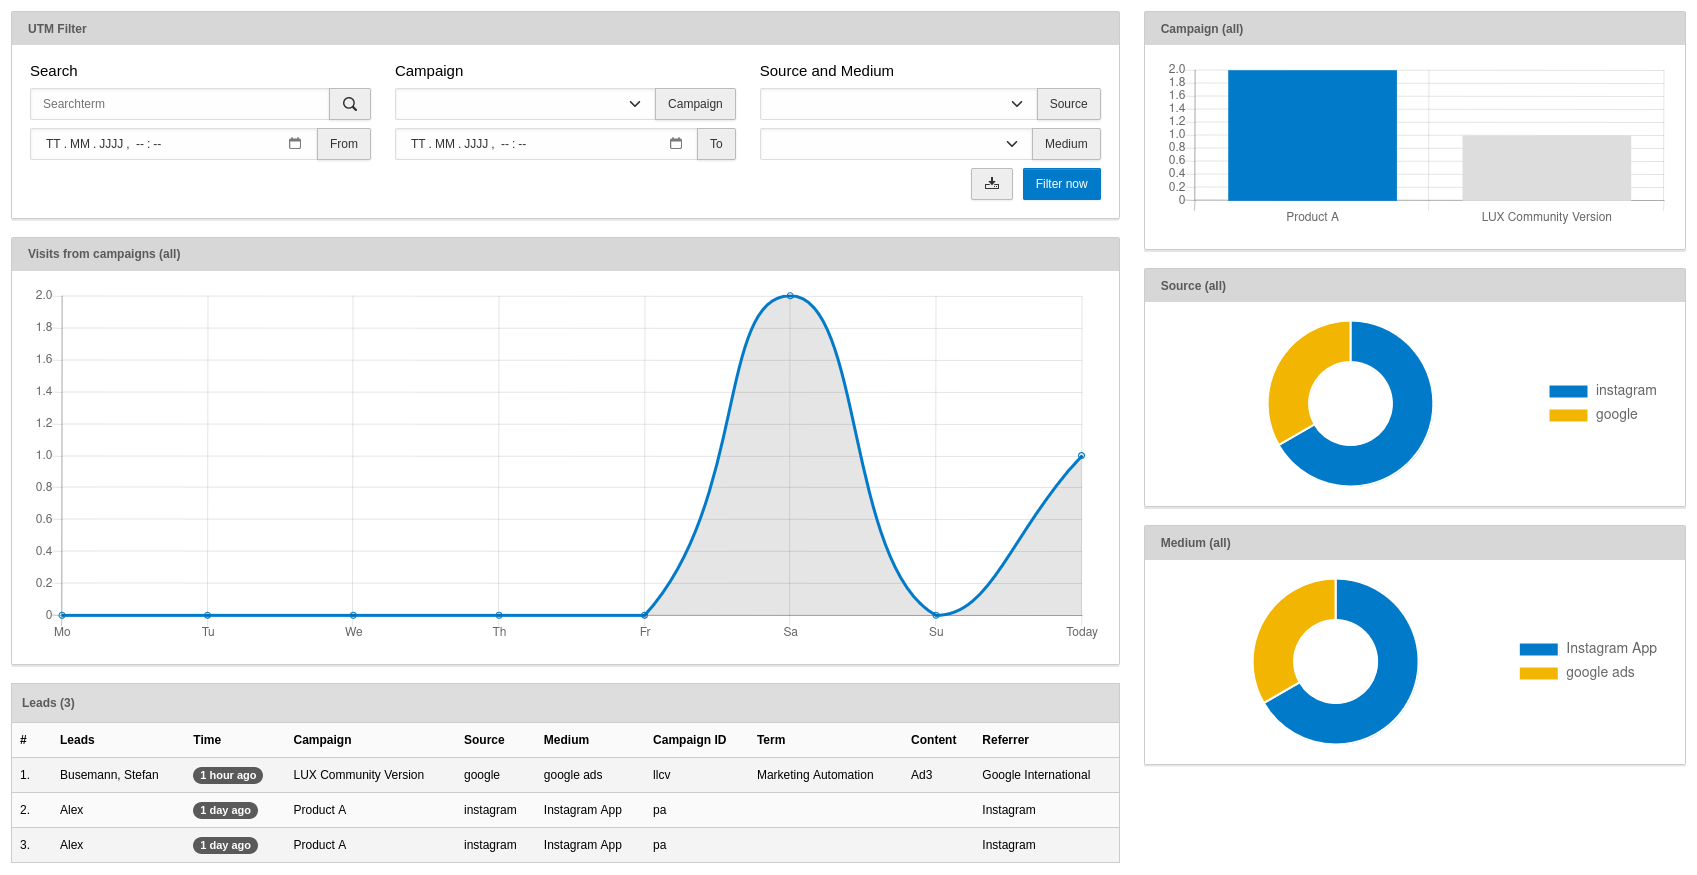 UTM Filter
Search
Campaign
Source and Medium
Searchterm
Campaign
Source
TT . MM . JJJJ , -- : --
From
TT . MM . JJJJ , -- : --
To
Medium
Filter now
Visits from campaigns (all)
2.0
1.8
1.6
1.4
1.2
1.0
0.8
0.6
0.4
0.2
0
Mo Tu We Th Fr Sa Su Today
Leads (3)
# Leads Time Campaign Source Medium Campaign ID Term Content Referrer
1. Busemann, Stefan 1 hour ago LUX Community Version google google ads llcv Marketing Automation Ad3 Google International
2. Alex 1 day ago Product A instagram Instagram App pa Instagram
3. Alex 1 day ago Product A instagram Instagram App pa Instagram
Campaign (all)
2.0
1.8
1.6
1.4
1.2
1.0
0.8
0.6
0.4
0.2
0
Product A LUX Community Version
Source (all)
instagram
google
Medium (all)
Instagram App
google ads